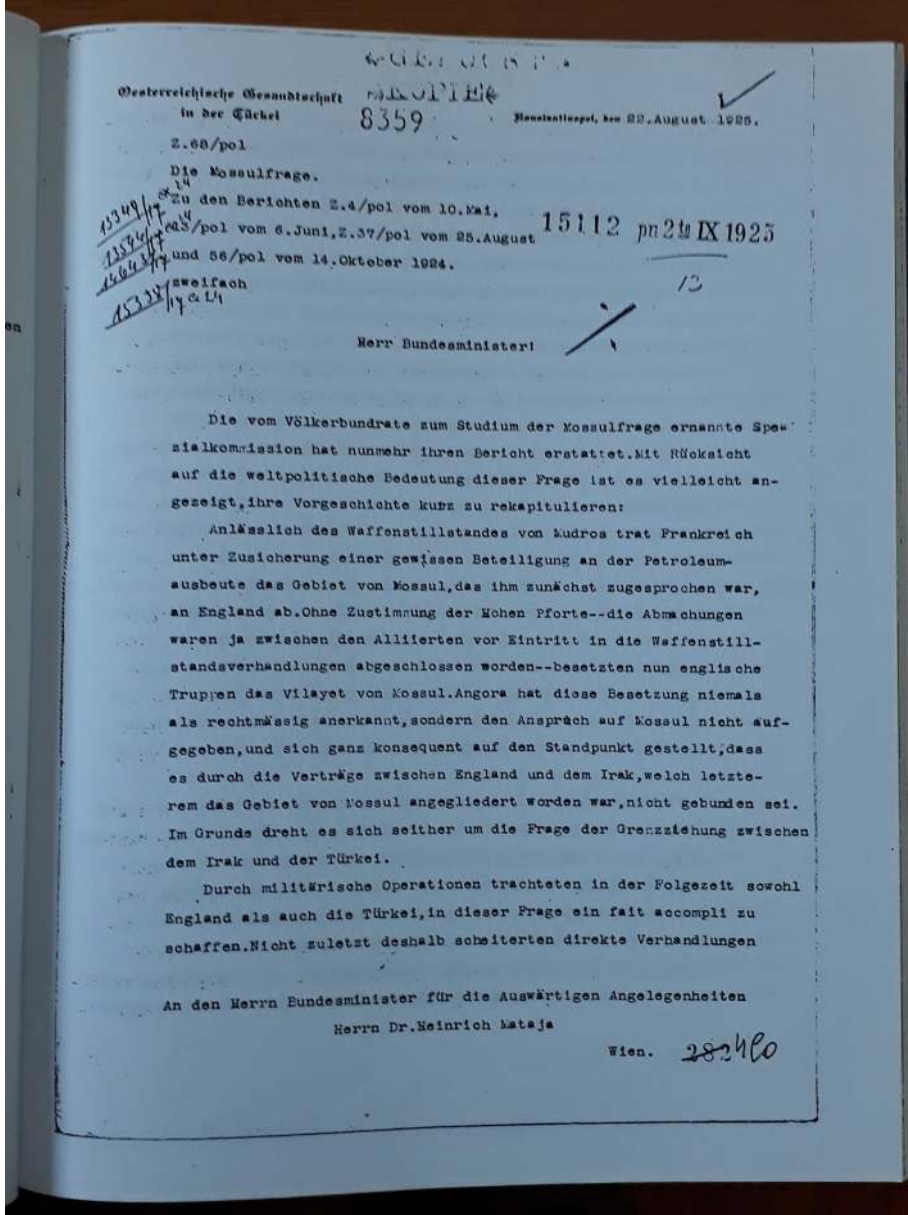 KOPIE
Oesterreichische Gesandtschaft
in der Türkei
8359
Konstantinopel, den 22.August 1925.
Z.68/pol
Die Mossulfrage.
Zu den Berichten Z.4/pol vom 10.Mai,
/pol vom 6.Juni,Z.37/pol vom 25.August
und 56/pol vom 14.Oktober 1924.
zweifach
15112 pr 2 IX 1925
13
Herr Bundesminister!
Die vom Völkerbundrate zum Studium der Mossulfrage ernannte Spe-
zialkommission hat nunmehr ihren Bericht erstattet.Mit Rücksicht
auf die weltpolitische Bedeutung dieser Frage ist es vielleicht an-
gezeigt,ihre Vorgeschichte kurz zu rekapitulieren:
Anlässlich des Waffenstillstandes von Mudros trat Frankreich
unter Zusicherung einer gewissen Beteiligung an der Petroleum-
ausbeute das Gebiet von Mossul,das ihm zunächst zugesprochen war,
an England ab.Ohne Zustimmung der Hohen Pforte--die Abmachungen
waren ja zwischen den Alliierten vor Eintritt in die Waffenstill-
standsverhandlungen abgeschlossen worden--besetzten nun englische
Truppen das Vilayet von Mossul.Angora hat diese Besetzung niemals
als rechtmässig anerkannt,sondern den Anspruch auf Mossul nicht auf-
gegeben,und sich ganz konsequent auf den Standpunkt gestellt,dass
es durch die Verträge zwischen England und dem Irak,welch letzte-
rem das Gebiet von Mossul angegliedert worden war,nicht gebunden sei.
Im Grunde dreht es sich seither um die Frage der Grenzziehung zwischen
dem Irak und der Türkei.
Durch militärische Operationen trachteten in der Folgezeit sowohl
England als auch die Türkei,in dieser Frage ein fait accompli zu
schaffen.Nicht zuletzt deshalb scheiterten direkte Verhandlungen
An den Herrn Bundesminister für die Auswärtigen Angelegenheiten
Herrn Dr.Heinrich Mataja
Wien.